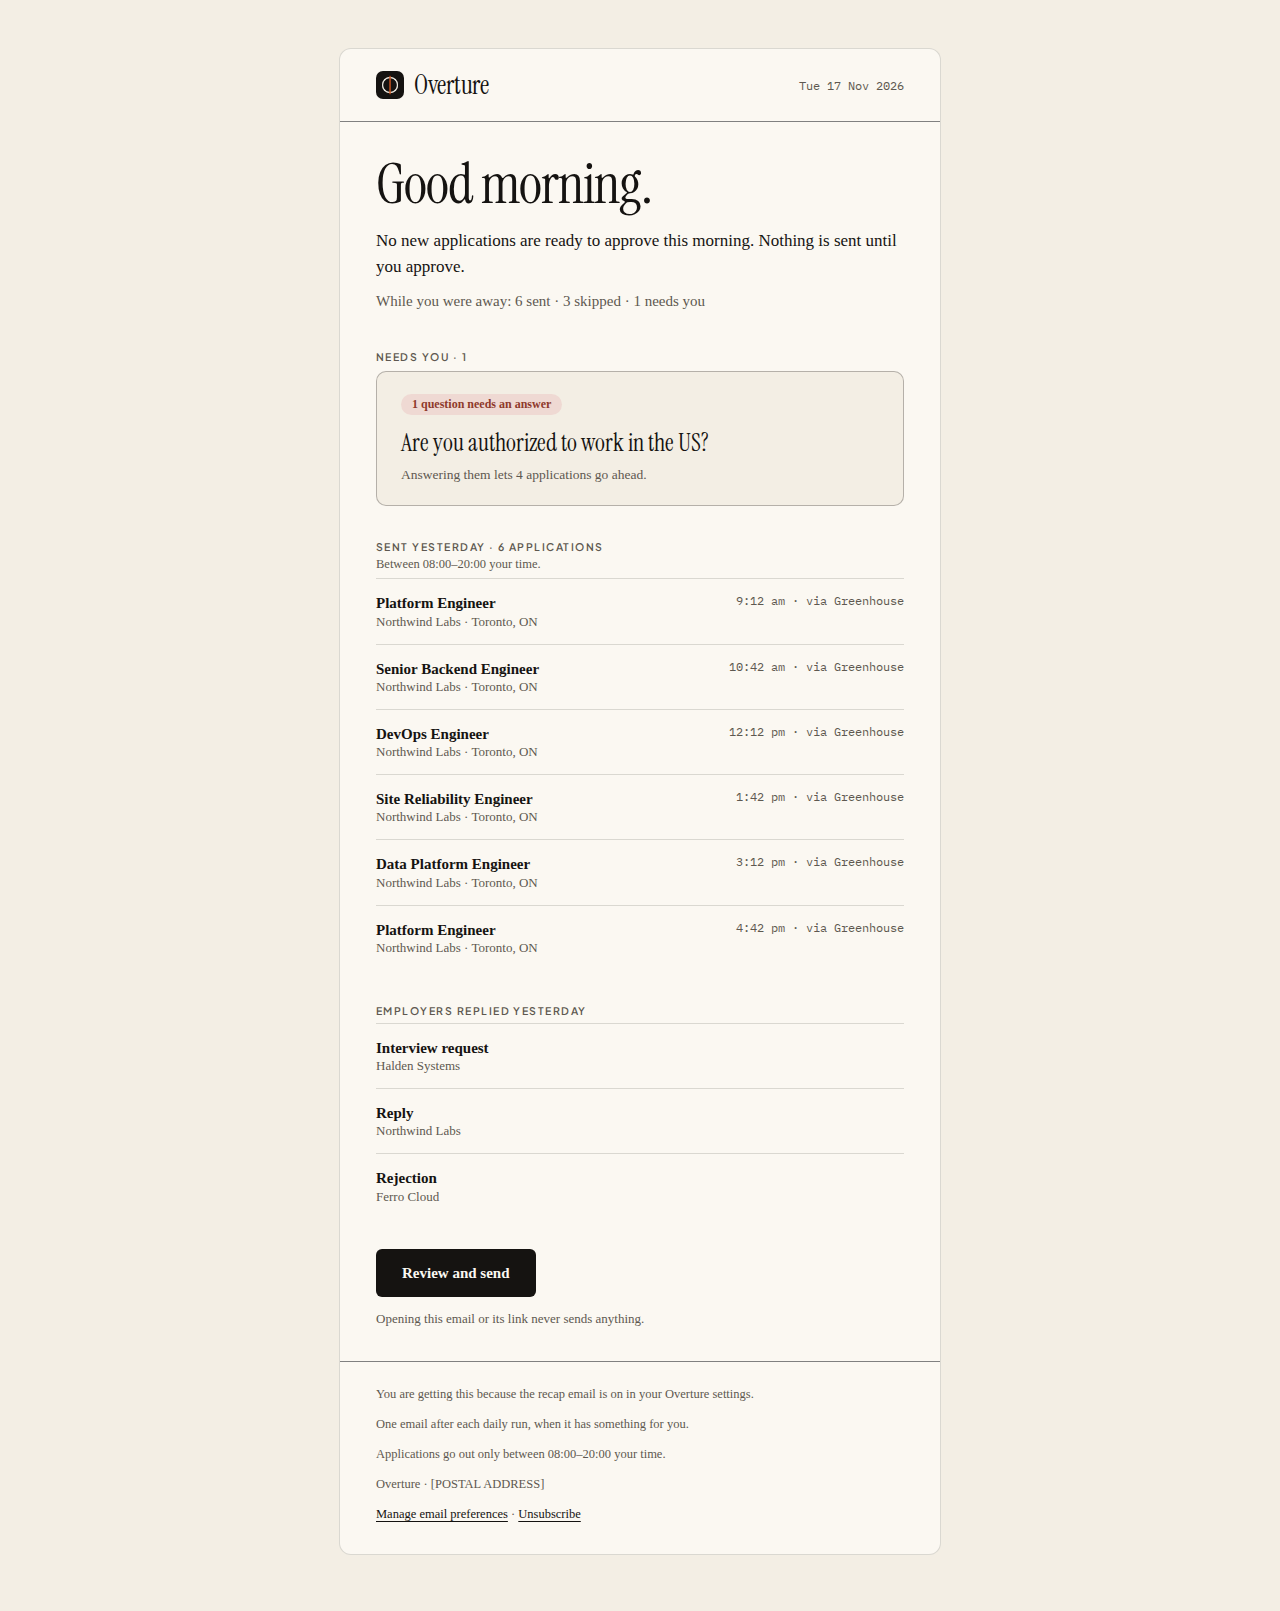 Overture
Tue 17 Nov 2026
Good morning.
No new applications are ready to approve this morning. Nothing is sent until
you approve.
While you were away: 6 sent · 3 skipped · 1 needs you
NEEDS YOU · 1
1 question needs an answer
Are you authorized to work in the US?
Answering them lets 4 applications go ahead.
SENT YESTERDAY · 6 APPLICATIONS
Between 08:00–20:00 your time.
Platform Engineer
9:12 am · via Greenhouse
Northwind Labs · Toronto, ON
Senior Backend Engineer
10:42 am · via Greenhouse
Northwind Labs · Toronto, ON
DevOps Engineer
12:12 pm · via Greenhouse
Northwind Labs · Toronto, ON
Site Reliability Engineer
1:42 pm · via Greenhouse
Northwind Labs · Toronto, ON
Data Platform Engineer
3:12 pm · via Greenhouse
Northwind Labs · Toronto, ON
Platform Engineer
4:42 pm · via Greenhouse
Northwind Labs · Toronto, ON
EMPLOYERS REPLIED YESTERDAY
Interview request
Halden Systems
Reply
Northwind Labs
Rejection
Ferro Cloud
Review and send
Opening this email or its link never sends anything.
You are getting this because the recap email is on in your Overture settings.
One email after each daily run, when it has something for you.
Applications go out only between 08:00–20:00 your time.
Overture · [POSTAL ADDRESS]
Manage email preferences · Unsubscribe